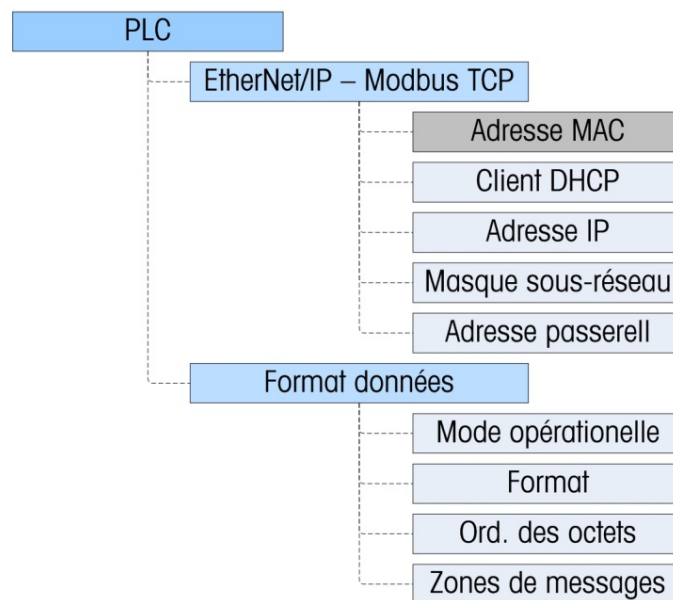 PLC
EtherNet/IP – Modbus TCP
Adresse MAC
Client DHCP
Adresse IP
Masque sous-réseau
Adresse passerell
Format données
Mode opérationelle
Format
Ord. des octets
Zones de messages